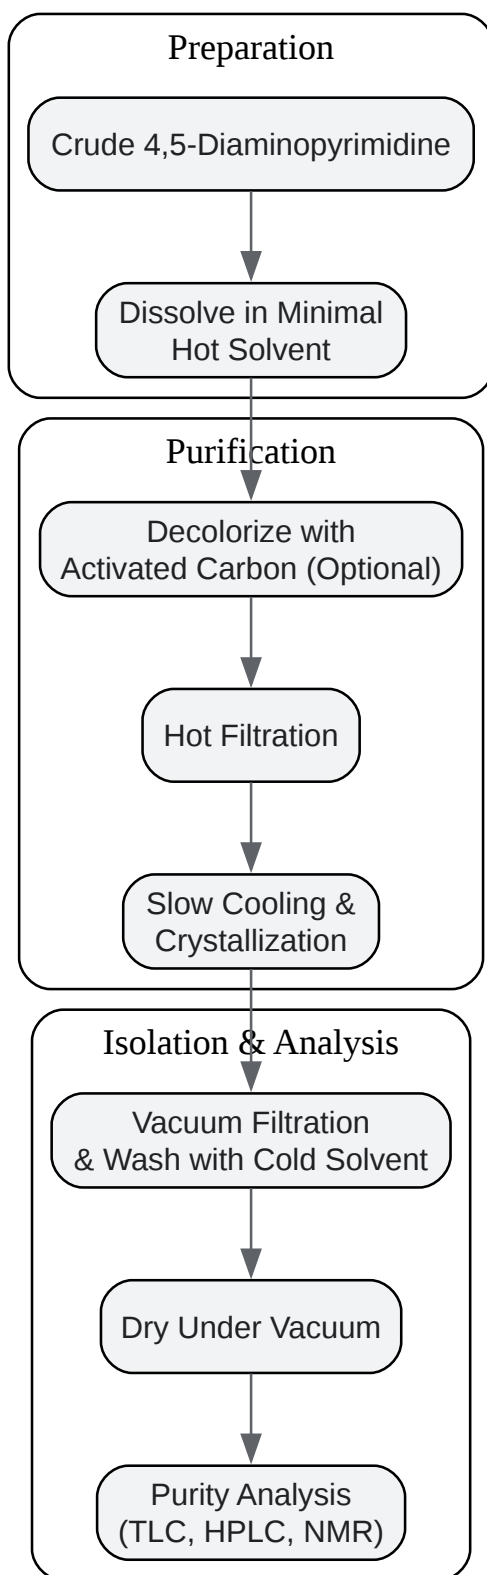 Preparation
Crude 4,5-Diaminopyrimidine
Dissolve in Minimal
Hot Solvent
Purification
Decolorize with
Activated Carbon (Optional)
Hot Filtration
Slow Cooling &
Crystallization
Isolation & Analysis
Vacuum Filtration
& Wash with Cold Solvent
Dry Under Vacuum
Purity Analysis
(TLC, HPLC, NMR)